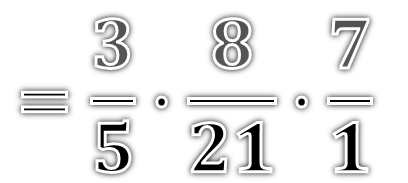 = 3/5 · 8/21 · 7/1